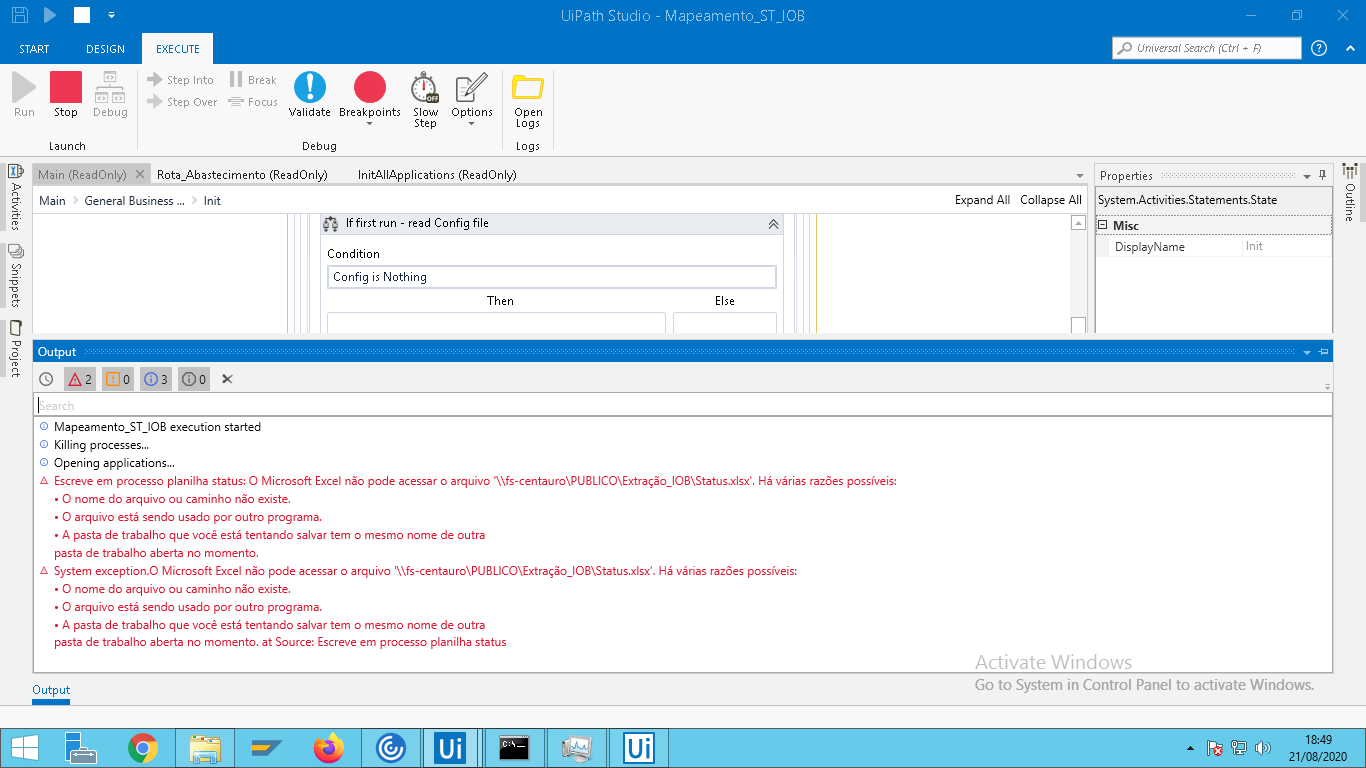 UiPath Studio - Mapeamento_ST_IOB
START DESIGN EXECUTE
Universal Search (Ctrl + F)
Run Stop Debug
Step Into Break
Step Over Focus
Validate Breakpoints Slow Step Options
OFF
Open Logs
Launch Debug Logs
Activities
Snippets
Project
Main (ReadOnly) Rota_Abastecimento (ReadOnly) InitAllApplications (ReadOnly)
Main General Business ... Init
Expand All Collapse All
If first run - read Config file
Condition
Config is Nothing
Then Else
Properties
System.Activities.Statements.State
Misc
DisplayName Init
Outline
Output
2 0 3 0
Search
Mapeamento_ST_IOB execution started
Killing processes...
Opening applications...
Escreve em processo planilha status: O Microsoft Excel não pode acessar o arquivo '\\fs-centauro\PUBLICO\Extração_IOB\Status.xlsx'. Há várias razões possíveis:
• O nome do arquivo ou caminho não existe.
• O arquivo está sendo usado por outro programa.
• A pasta de trabalho que você está tentando salvar tem o mesmo nome de outra
pasta de trabalho aberta no momento.
System exception.O Microsoft Excel não pode acessar o arquivo '\\fs-centauro\PUBLICO\Extração_IOB\Status.xlsx'. Há várias razões possíveis:
• O nome do arquivo ou caminho não existe.
• O arquivo está sendo usado por outro programa.
• A pasta de trabalho que você está tentando salvar tem o mesmo nome de outra
pasta de trabalho aberta no momento. at Source: Escreve em processo planilha status
Activate Windows
Go to System in Control Panel to activate Windows.
Output
Ui
C:\
Ui
18:49
21/08/2020